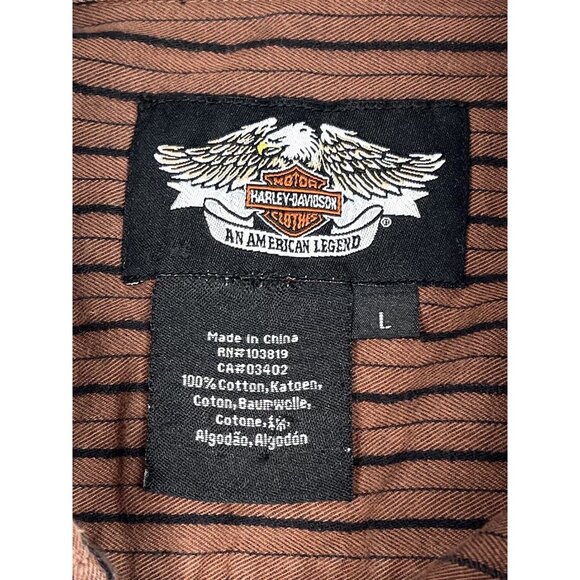 MOTOR
HARLEY-DAVIDSON
CLOTHES
®
AN AMERICAN LEGEND
L
Made in China
RN#103819
CA#03402
100%Cotton,Katoen,
Coton,Baumwolle,
Cotone,
Algodão,Algodón